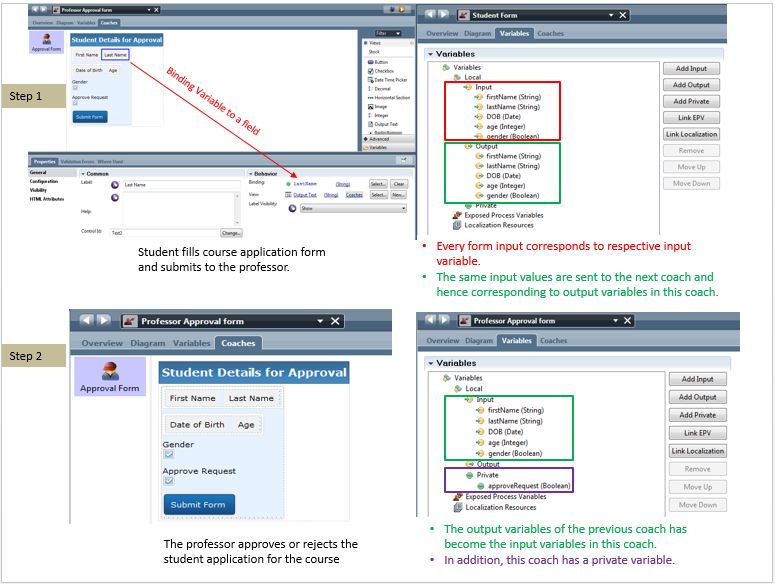 Professor Approval form
Overview Diagram Variables Coaches
Approval Form
Student Details for Approval
First Name Last Name
Date of Birth Age
Gender
Approve Request
Submit Form
Filter
Views
Stock
Button
Checkbox
Date Time Picker
Decimal
Horizontal Section
Image
Integer
Output Text
Advanced
Variables
Step 1
Binding Variable to a field
Properties Validation Errors Where Used
General
Configuration
Visibility
HTML Attributes
Common
Label: Last Name
Help:
Control Id: Text2 Change...
Behavior
Binding: LastName (String) Select... Clear
View: Output Text (String) Coaches Select... New...
Label Visibility:
Show
Student fills course application form
and submits to the professor.
Student Form
Overview Diagram Variables Coaches
Variables
Variables
Local
Input
firstName (String)
lastName (String)
DOB (Date)
age (Integer)
gender (Boolean)
Output
firstName (String)
lastName (String)
DOB (Date)
age (Integer)
gender (Boolean)
Private
Exposed Process Variables
Localization Resources
Add Input
Add Output
Add Private
Link EPV
Link Localization
Remove
Move Up
Move Down
• Every form input corresponds to respective input
variable.
• The same input values are sent to the next coach and
hence corresponding to output variables in this coach.
Step 2
Professor Approval form
Overview Diagram Variables Coaches
Approval Form
Student Details for Approval
First Name Last Name
Date of Birth Age
Gender
Approve Request
Submit Form
The professor approves or rejects the
student application for the course
Professor Approval form
Overview Diagram Variables Coaches
Variables
Variables
Local
Input
firstName (String)
lastName (String)
DOB (Date)
age (Integer)
gender (Boolean)
Output
Private
approveRequest (Boolean)
Exposed Process Variables
Localization Resources
Add Input
Add Output
Add Private
Link EPV
Link Localization
Remove
Move Up
Move Down
• The output variables of the previous coach has
become the input variables in this coach.
• In addition, this coach has a private variable.